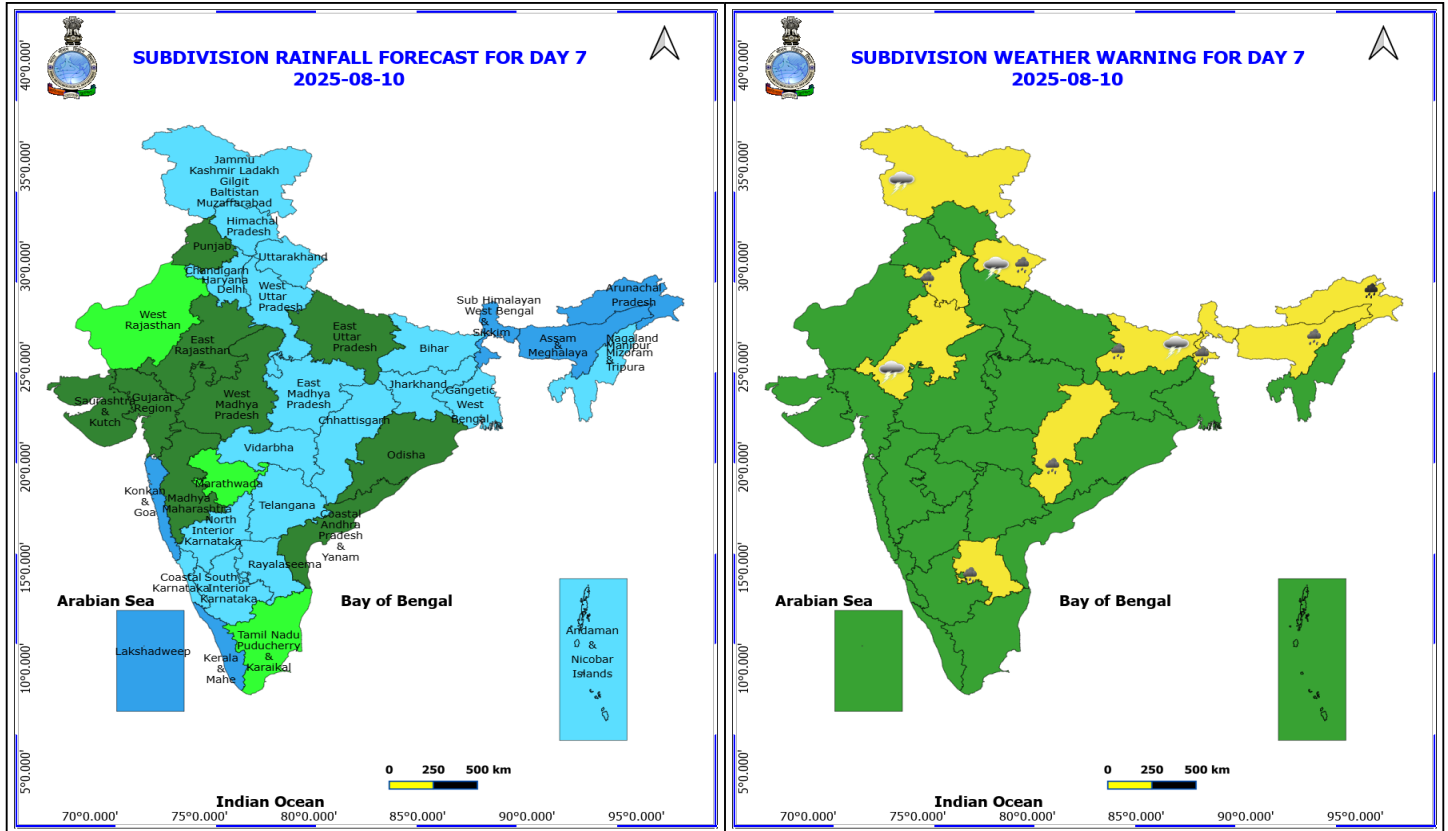 SUBDIVISION RAINFALL FORECAST FOR DAY 7
2025-08-10
40°0.000'
35°0.000'
30°0.000'
25°0.000'
20°0.000'
15°0.000'
10°0.000'
5°0.000'
Jammu
Kashmir Ladakh
Gilgit
Baltistan
Muzaffarabad
Himachal
Pradesh
Punjab
Uttarakhand
Chandigarh
Haryana
Delhi
West
Uttar
Pradesh
West
Rajasthan
East
Rajasthan
East
Uttar
Pradesh
Sub Himalayan
West Bengal
&
Sikkim
Arunachal
Pradesh
Assam
&
Meghalaya
Nagaland
Manipur
Mizoram
&
Tripura
Bihar
Jharkhand
Gangetic
West
Bengal
East
Madhya
Pradesh
West
Madhya
Pradesh
Gujarat
Region
Saurashtra
&
Kutch
Chhattisgarh
Vidarbha
Odisha
Marathwada
Konkan
&
Goa
Madhya
Maharashtra
Telangana
North
Interior
Karnataka
Coastal
Andhra
Pradesh
&
Yanam
Rayalaseema
Coastal
Karnataka
South
Interior
Karnataka
Arabian Sea
Bay of Bengal
Lakshadweep
Kerala
&
Mahe
Tamil Nadu
Puducherry
&
Karaikal
Andaman
&
Nicobar
Islands
0 250 500 km
Indian Ocean
70°0.000' 75°0.000' 80°0.000' 85°0.000' 90°0.000' 95°0.000'
SUBDIVISION WEATHER WARNING FOR DAY 7
2025-08-10
40°0.000'
35°0.000'
30°0.000'
25°0.000'
20°0.000'
15°0.000'
10°0.000'
5°0.000'
Arabian Sea
Bay of Bengal
0 250 500 km
Indian Ocean
70°0.000' 75°0.000' 80°0.000' 85°0.000' 90°0.000' 95°0.000'